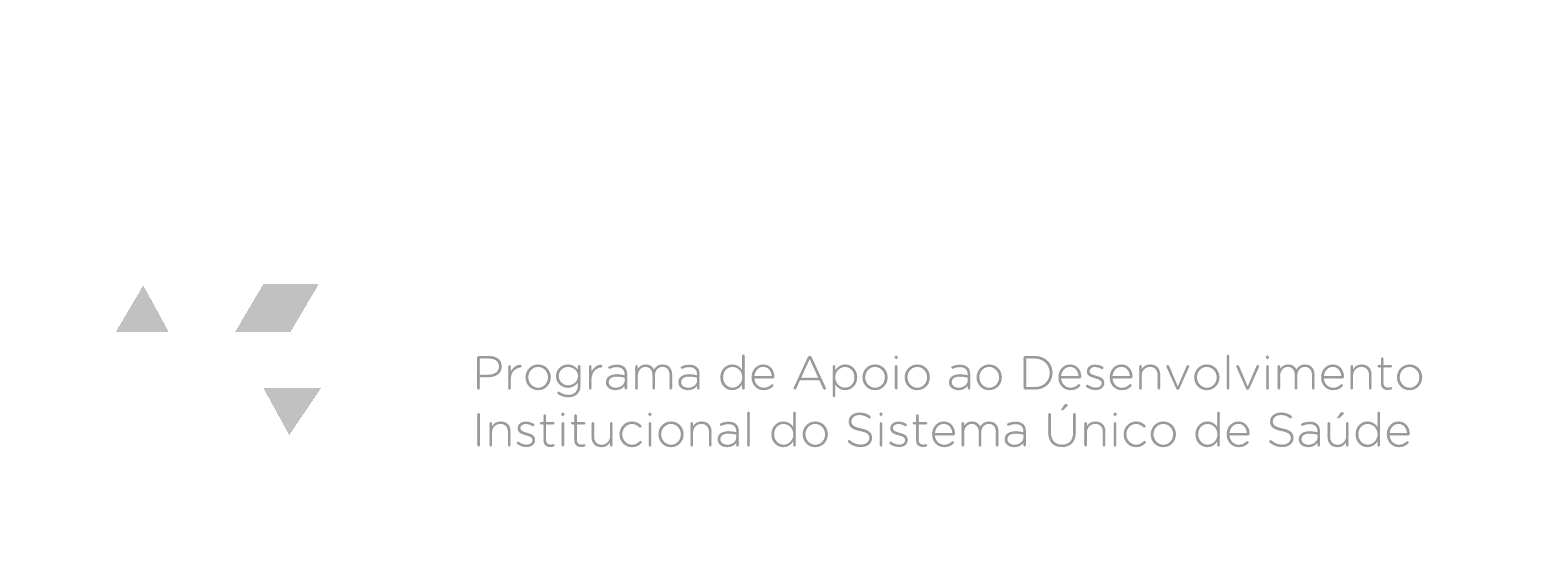 Programa de Apoio ao Desenvolvimento
Institucional do Sistema Único de Saúde